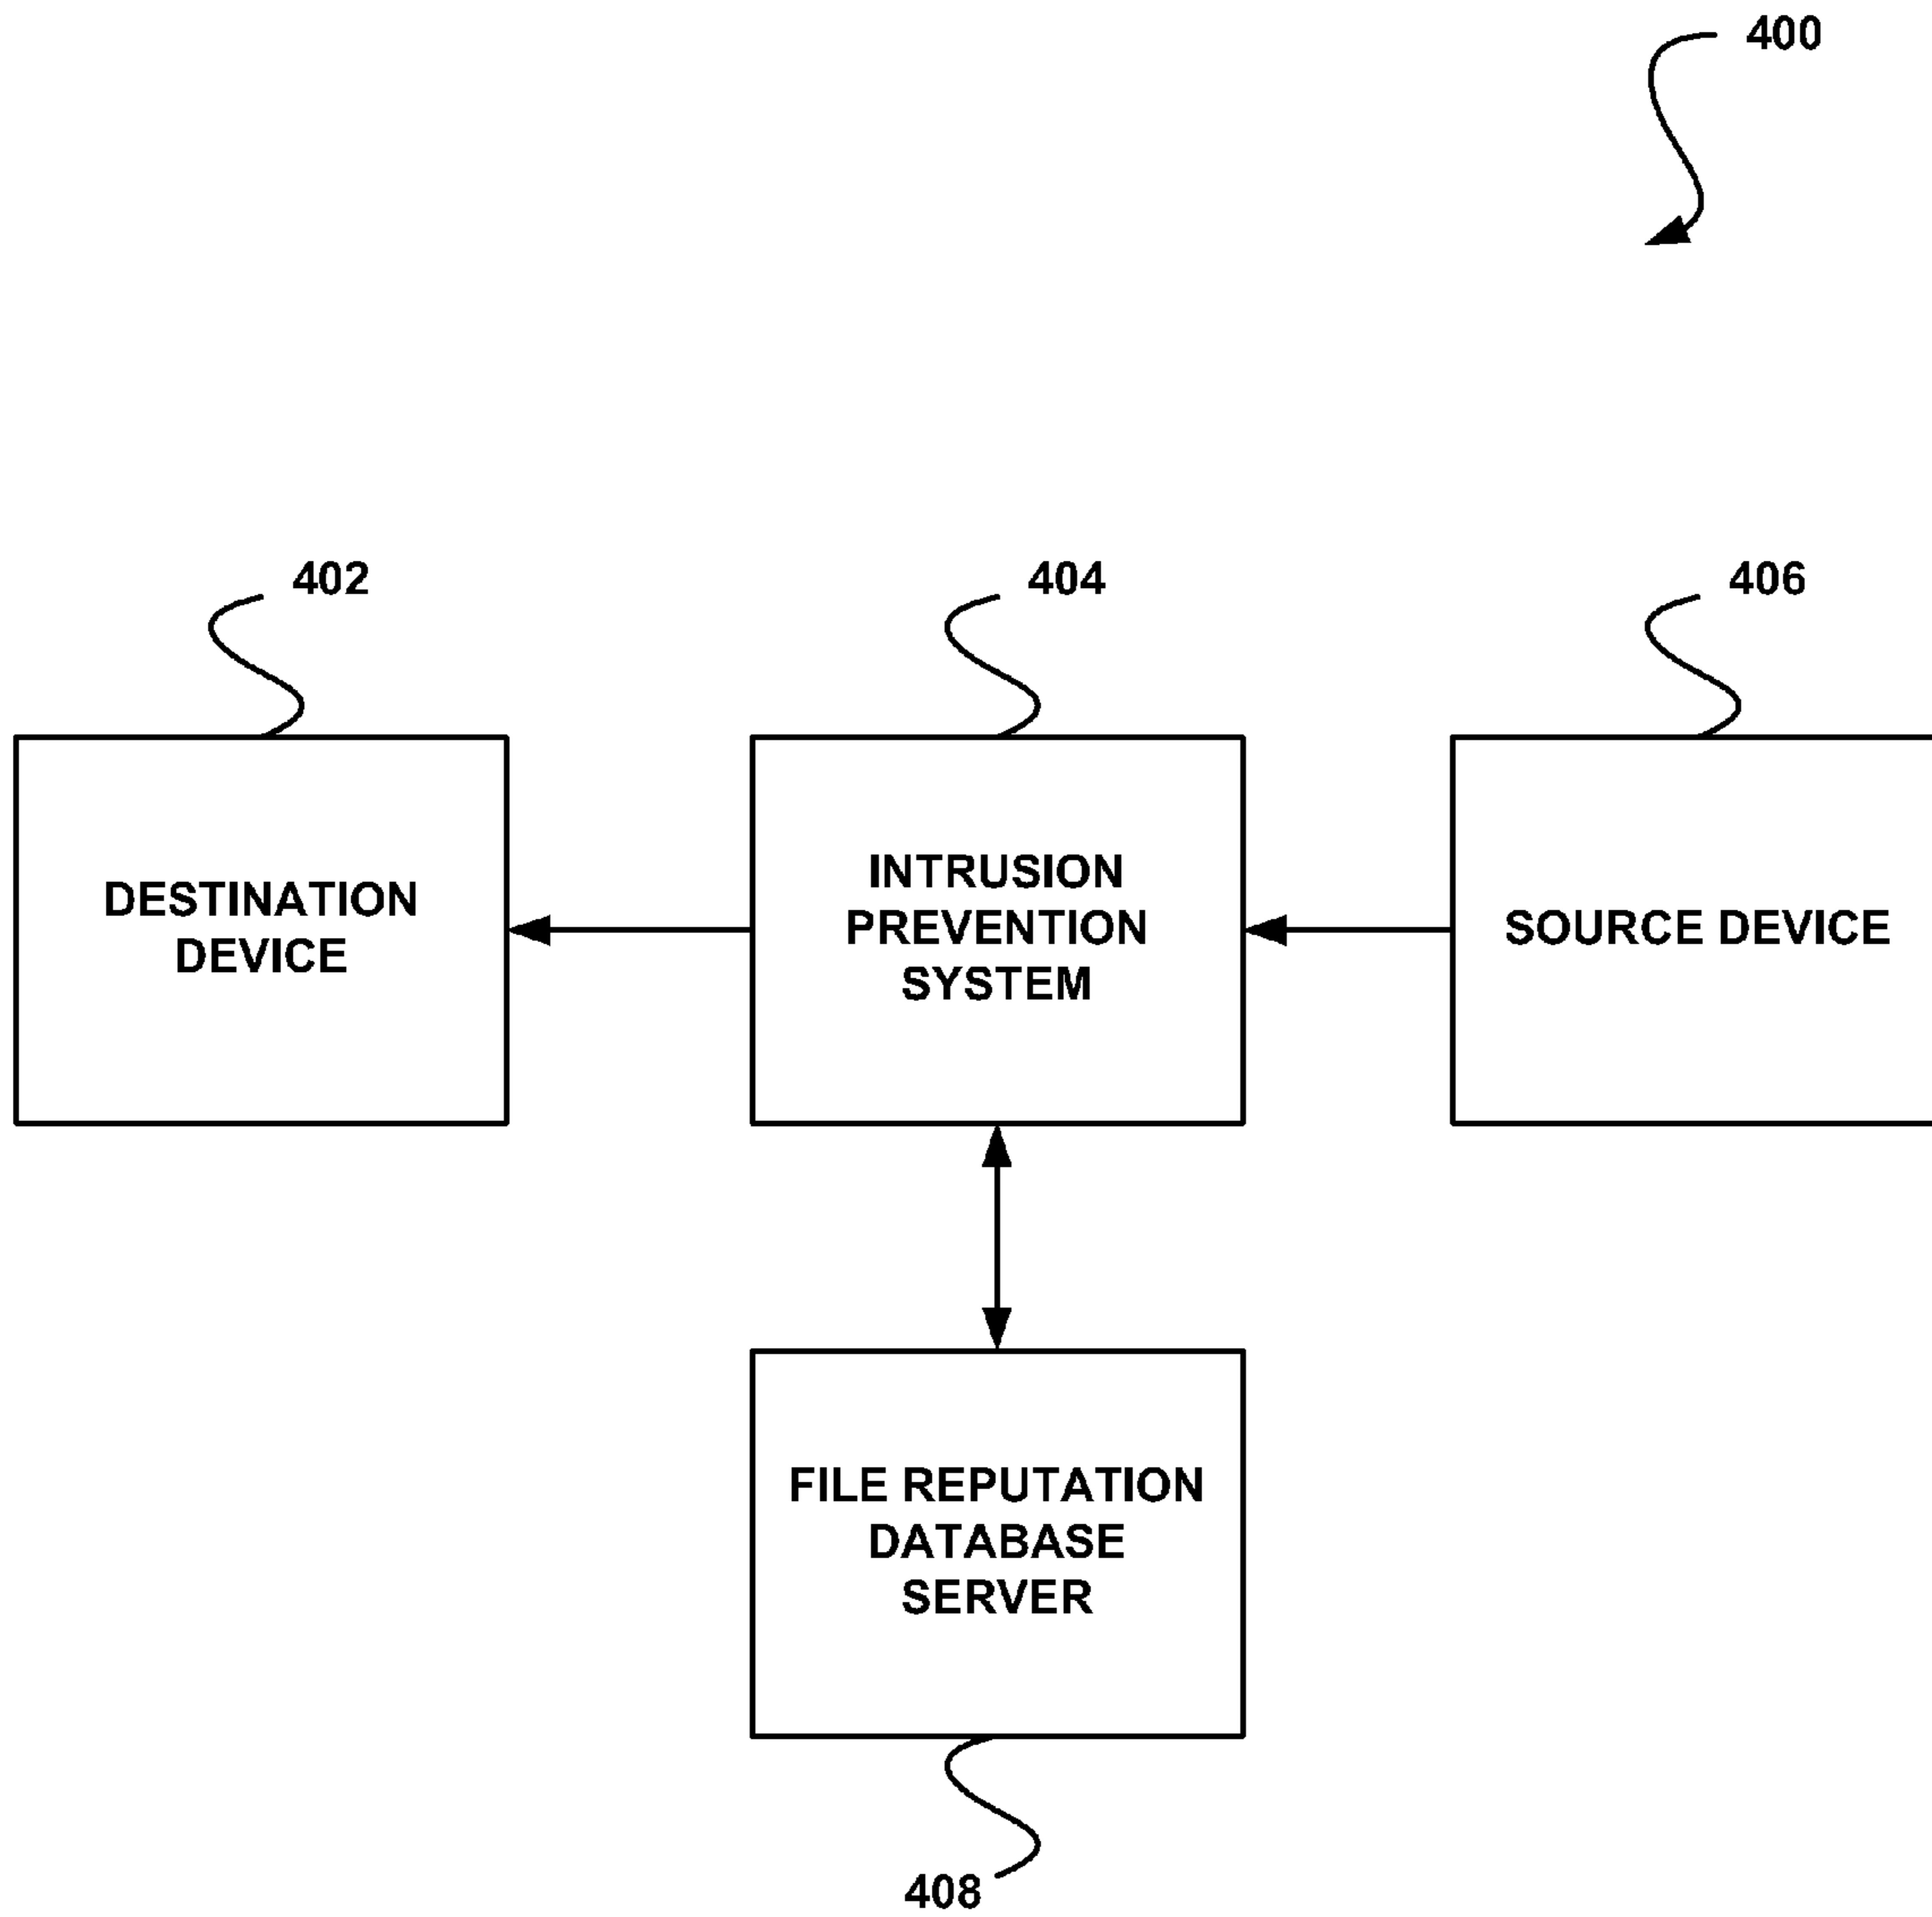 400
402
404
406
DESTINATION
DEVICE
INTRUSION
PREVENTION
SYSTEM
SOURCE DEVICE
FILE REPUTATION
DATABASE
SERVER
408